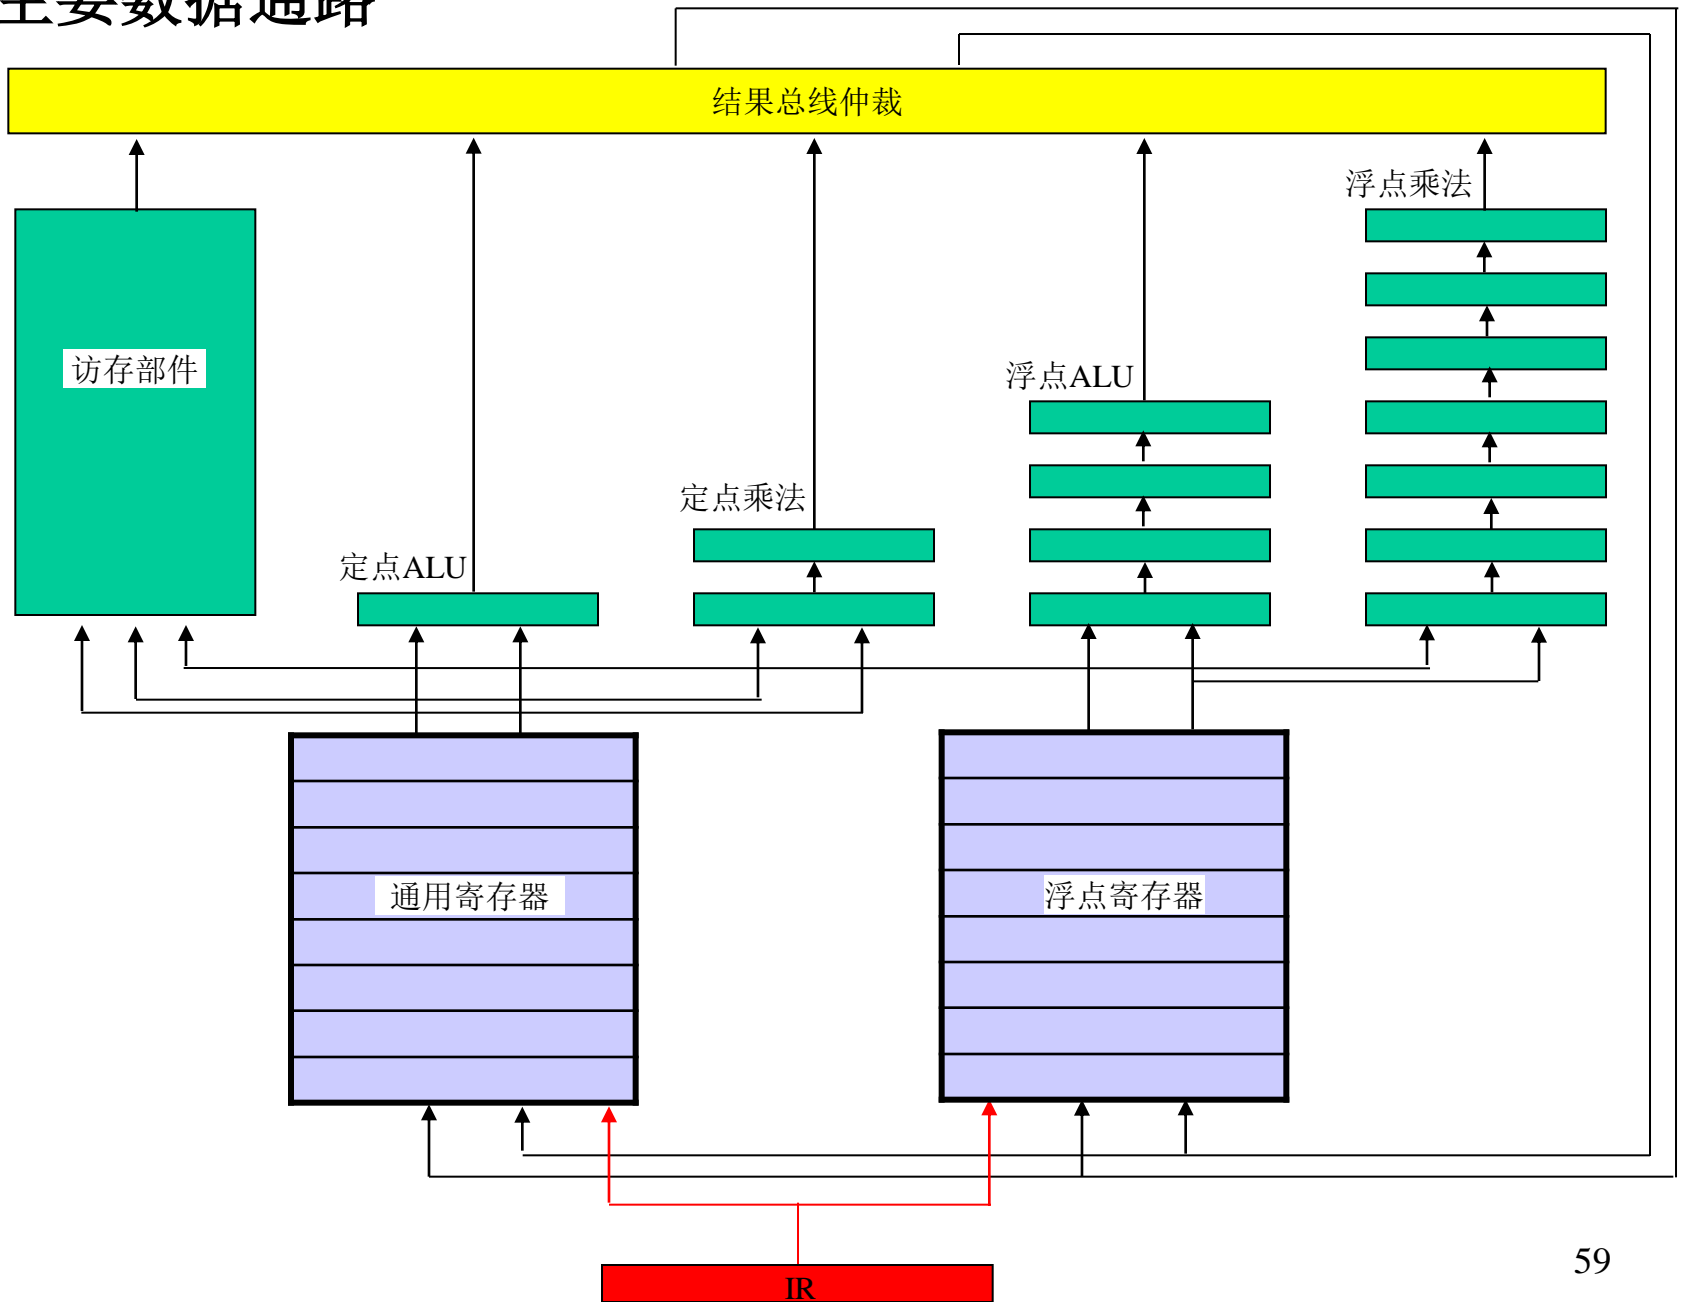 主要数据通路
结果总线仲裁
浮点乘法
访存部件
浮点ALU
定点乘法
定点ALU
通用寄存器
浮点寄存器
59
IR